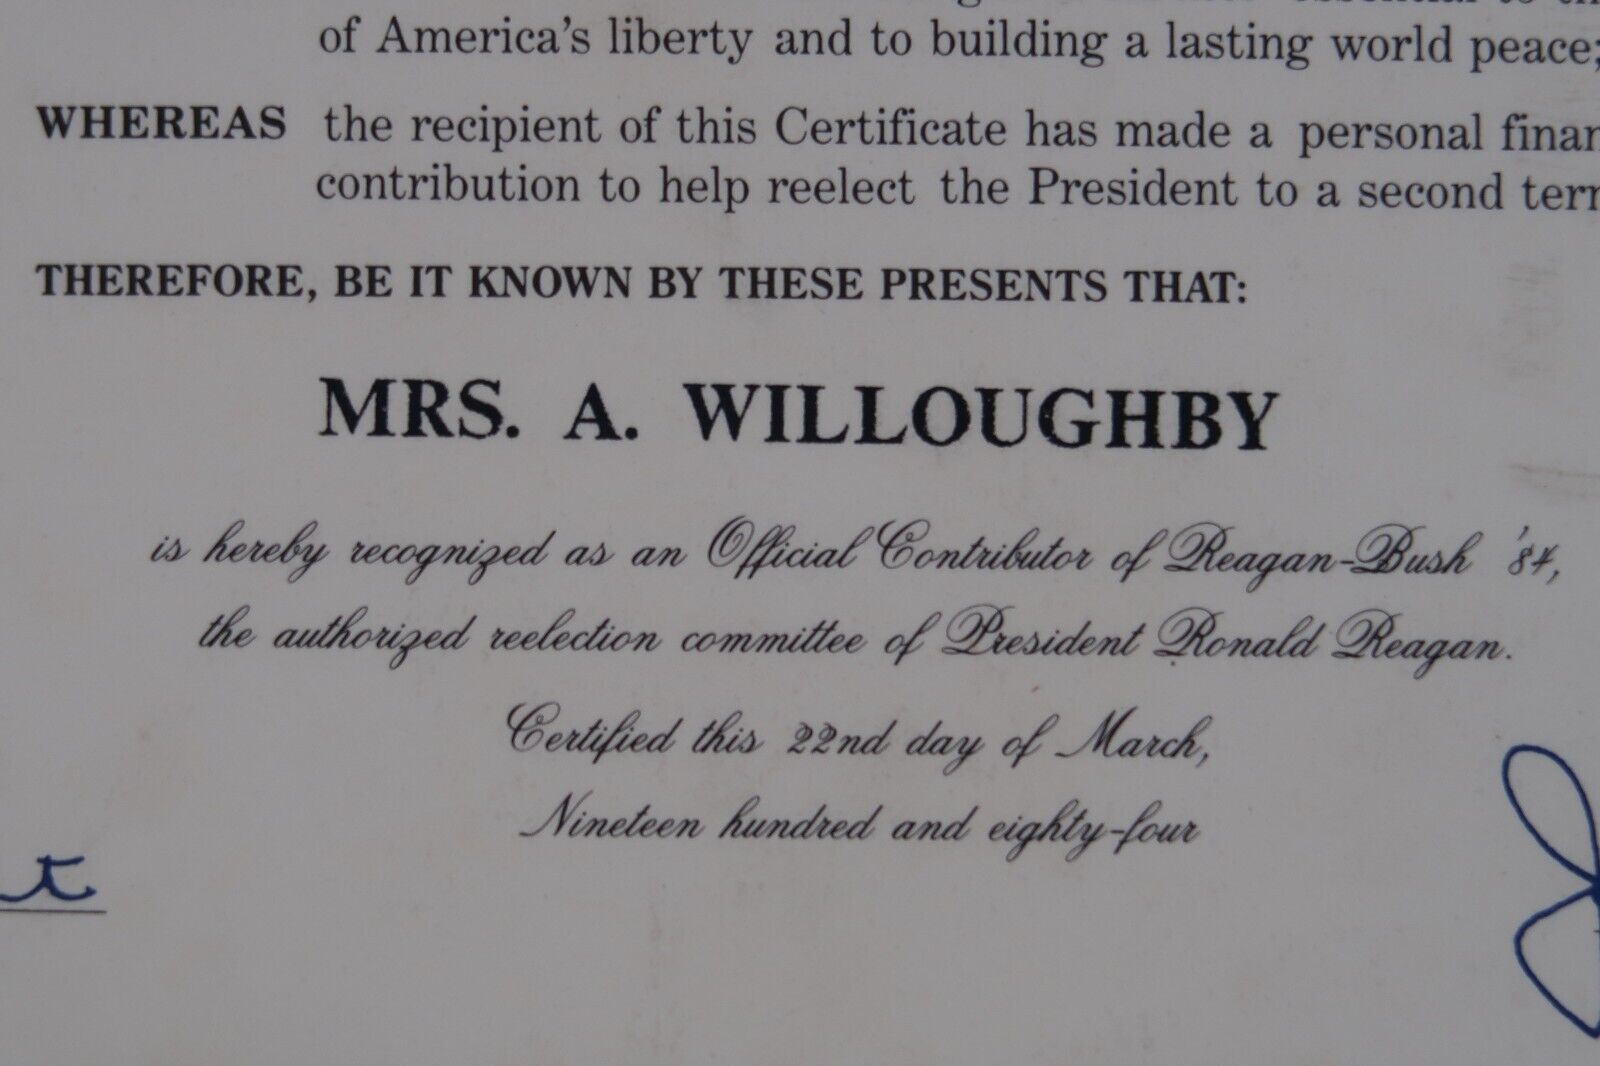 of America's liberty and to building a lasting world peace;
WHEREAS the recipient of this Certificate has made a personal finan
contribution to help reelect the President to a second ter
THEREFORE, BE IT KNOWN BY THESE PRESENTS THAT:
MRS. A. WILLOUGHBY
is hereby recognized as an Official Contributor of Reagan-Bush '84,
the authorized reelection committee of President Ronald Reagan.
Certified this 22nd day of March,
Nineteen hundred and eighty-four
t